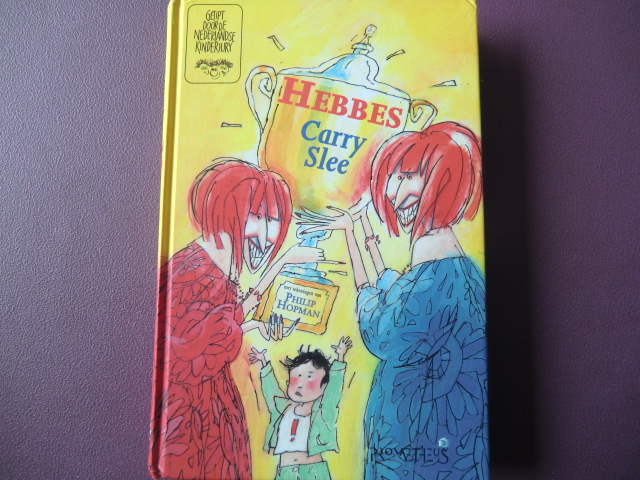 GETIPT
DOOR DE
NEDERLANDSE
KINDERJURY
HEBBES
Carry
Slee
met tekeningen van
PHILIP
HOPMAN
!
PROMETHEUS